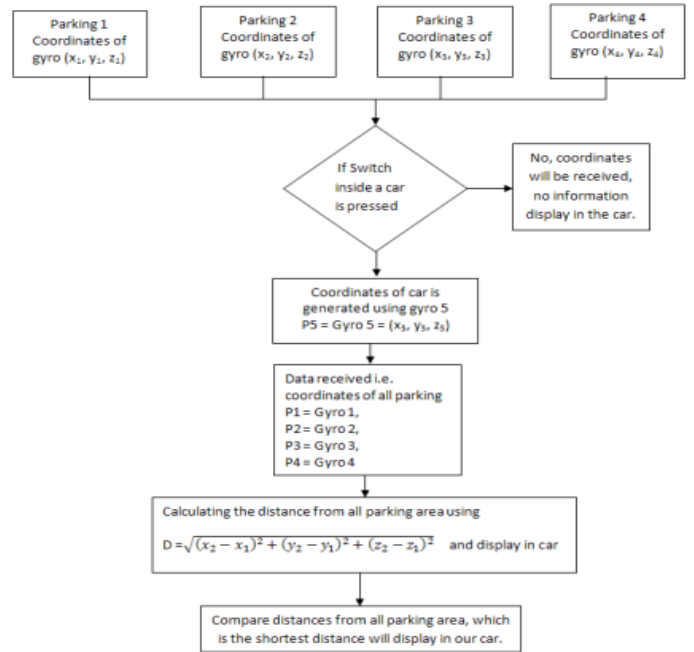 Parking 1
Coordinates of
gyro (x₁, y₁, z₁)
Parking 2
Coordinates of
gyro (x₂, y₂, z₂)
Parking 3
Coordinates of
gyro (x₃, y₃, z₃)
Parking 4
Coordinates of
gyro (x₄, y₄, z₄)
If Switch
inside a car
is pressed
No, coordinates
will be received,
no information
display in the car.
Coordinates of car is
generated using gyro 5
P5 = Gyro 5 = (x₅, y₅, z₅)
Data received i.e.
coordinates of all parking
P1 = Gyro 1,
P2 = Gyro 2,
P3 = Gyro 3,
P4 = Gyro 4
Calculating the distance from all parking area using
D = √(x₂ − x₁)² + (y₂ − y₁)² + (z₂ − z₁)² and display in car
Compare distances from all parking area, which
is the shortest distance will display in our car.